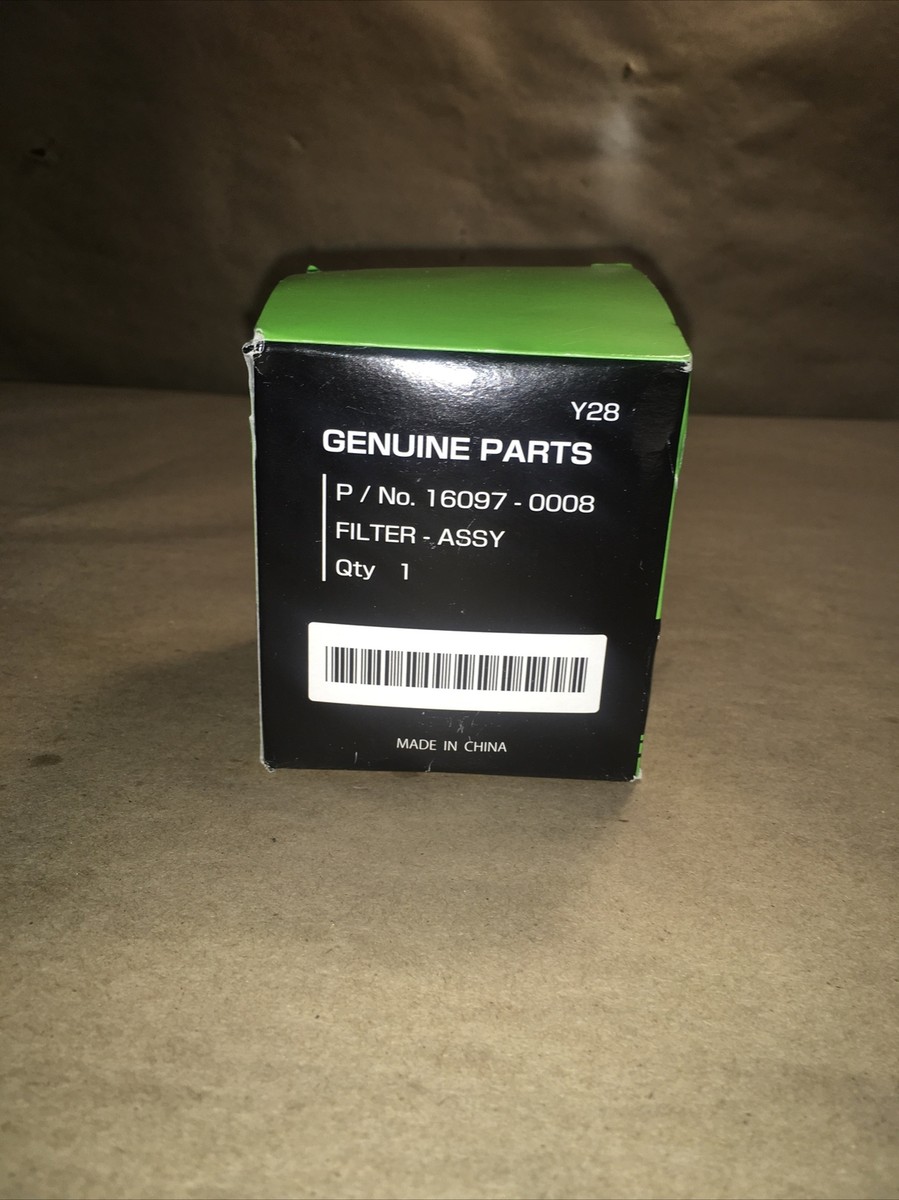 Y28
GENUINE PARTS
P / No. 16097 - 0008
FILTER - ASSY
Qty 1
MADE IN CHINA